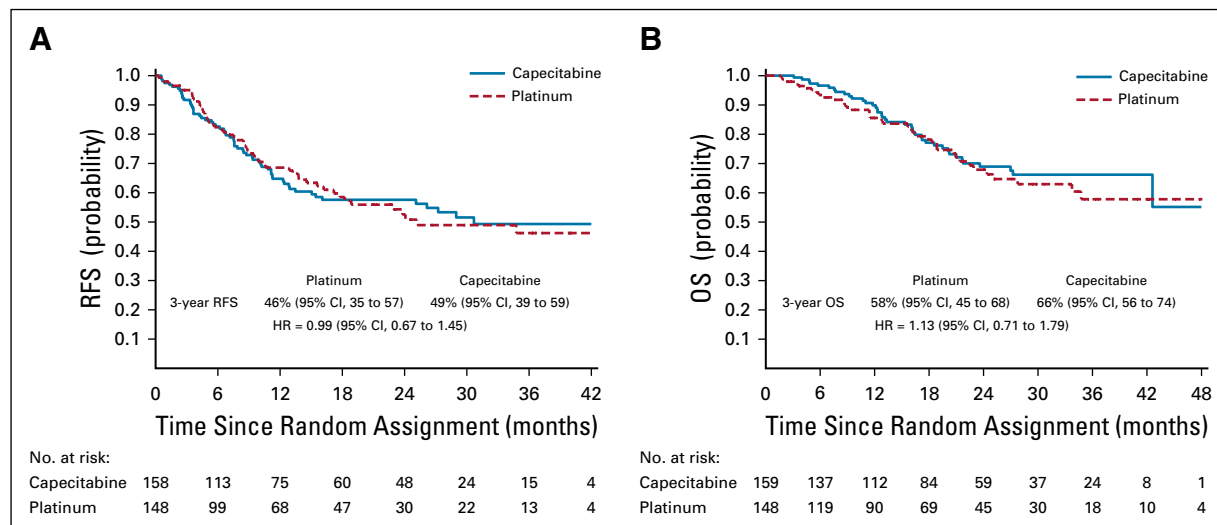 A
RFS (probability)
1.0
0.9
0.8
0.7
0.6
0.5
0.4
0.3
0.2
0.1
Capecitabine
Platinum
Platinum Capecitabine
3-year RFS 46% (95% CI, 35 to 57) 49% (95% CI, 39 to 59)
HR = 0.99 (95% CI, 0.67 to 1.45)
0 6 12 18 24 30 36 42
Time Since Random Assignment (months)
No. at risk:
Capecitabine 158 113 75 60 48 24 15 4
Platinum 148 99 68 47 30 22 13 4
B
OS (probability)
1.0
0.9
0.8
0.7
0.6
0.5
0.4
0.3
0.2
0.1
Capecitabine
Platinum
Platinum Capecitabine
3-year OS 58% (95% CI, 45 to 68) 66% (95% CI, 56 to 74)
HR = 1.13 (95% CI, 0.71 to 1.79)
0 6 12 18 24 30 36 42 48
Time Since Random Assignment (months)
No. at risk:
Capecitabine 159 137 112 84 59 37 24 8 1
Platinum 148 119 90 69 45 30 18 10 4